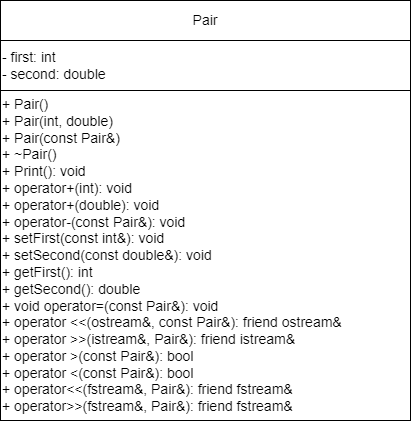 Pair
- first: int
- second: double
+ Pair()
+ Pair(int, double)
+ Pair(const Pair&)
+ ~Pair()
+ Print(): void
+ operator+(int): void
+ operator+(double): void
+ operator-(const Pair&): void
+ setFirst(const int&): void
+ setSecond(const double&): void
+ getFirst(): int
+ getSecond(): double
+ void operator=(const Pair&): void
+ operator <<(ostream&, const Pair&): friend ostream&
+ operator >>(istream&, Pair&): friend istream&
+ operator >(const Pair&): bool
+ operator <(const Pair&): bool
+ operator<<(fstream&, Pair&): friend fstream&
+ operator>>(fstream&, Pair&): friend fstream&